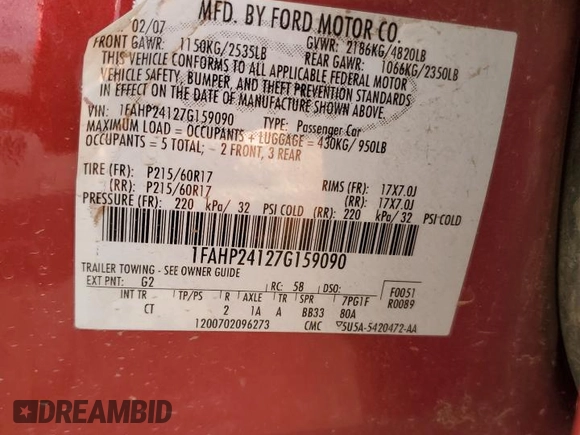 MFD. BY FORD MOTOR CO.
02/07 GVWR: 2186KG/4820LB
FRONT GAWR: 1150KG/2535LB REAR GAWR: 1066KG/2350LB
THIS VEHICLE CONFORMS TO ALL APPLICABLE FEDERAL MOTOR
VEHICLE SAFETY, BUMPER, AND THEFT PREVENTION STANDARDS
IN EFFECT ON THE DATE OF MANUFACTURE SHOWN ABOVE.
VIN: 1FAHP24127G159090 TYPE: Passenger Car
MAXIMUM LOAD = OCCUPANTS + LUGGAGE = 430KG/950LB
OCCUPANTS = 5 TOTAL; - 2 FRONT, 3 REAR
TIRE (FR): P215/60R17 RIMS (FR): 17X7.0J
(RR): P215/60R17 (RR): 17X7.0J
PRESSURE (FR): 220 kPa/ 32 PSI COLD (RR): 220 kPa/ 32 PSI COLD
1FAHP24127G159090
TRAILER TOWING - SEE OWNER GUIDE
EXT PNT: G2 RC: 58 DSO: F0051
INT TR TP/PS R AXLE TR SPR 7PG1F R0089
CT 2 1A A BB33 80A
1200702096273 CMC 5U5A-5420472-AA
DREAMBID